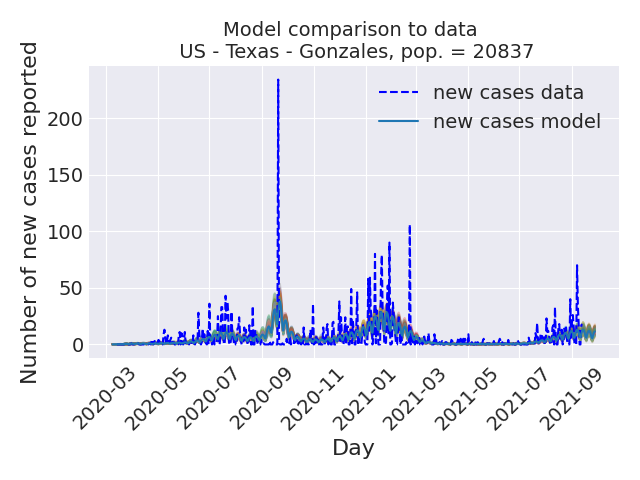 Model comparison to data
US - Texas - Gonzales, pop. = 20837
Number of new cases reported
200
150
100
50
0
new cases data
new cases model
2020-03
2020-05
2020-07
2020-09
2020-11
2021-01
2021-03
2021-05
2021-07
2021-09
Day